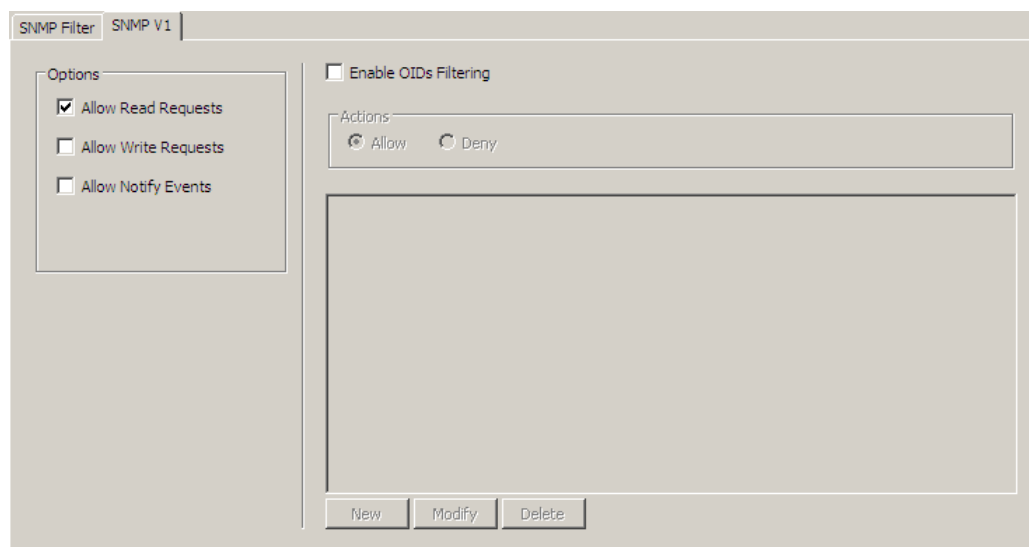 SNMP Filter
SNMP V1
Options
Allow Read Requests
Allow Write Requests
Allow Notify Events
Enable OIDs Filtering
Actions
Allow
Deny
New
Modify
Delete